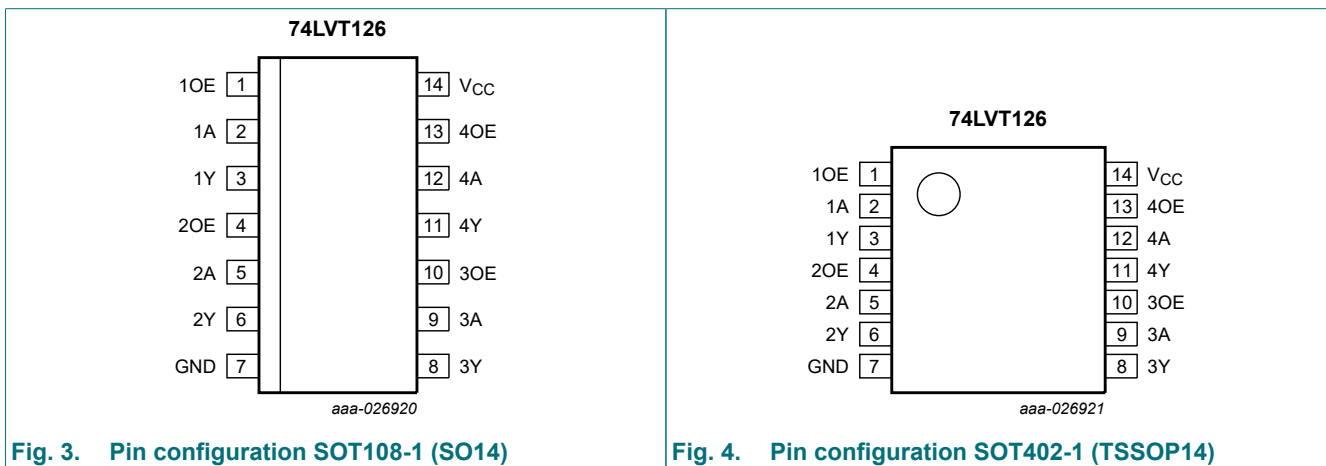 74LVT126
1OE 1 14 VCC
1A 2 13 4OE
1Y 3 12 4A
2OE 4 11 4Y
2A 5 10 3OE
2Y 6 9 3A
GND 7 8 3Y
aaa-026920
Fig. 3. Pin configuration SOT108-1 (SO14)
74LVT126
1OE 1 14 VCC
1A 2 13 4OE
1Y 3 12 4A
2OE 4 11 4Y
2A 5 10 3OE
2Y 6 9 3A
GND 7 8 3Y
aaa-026921
Fig. 4. Pin configuration SOT402-1 (TSSOP14)